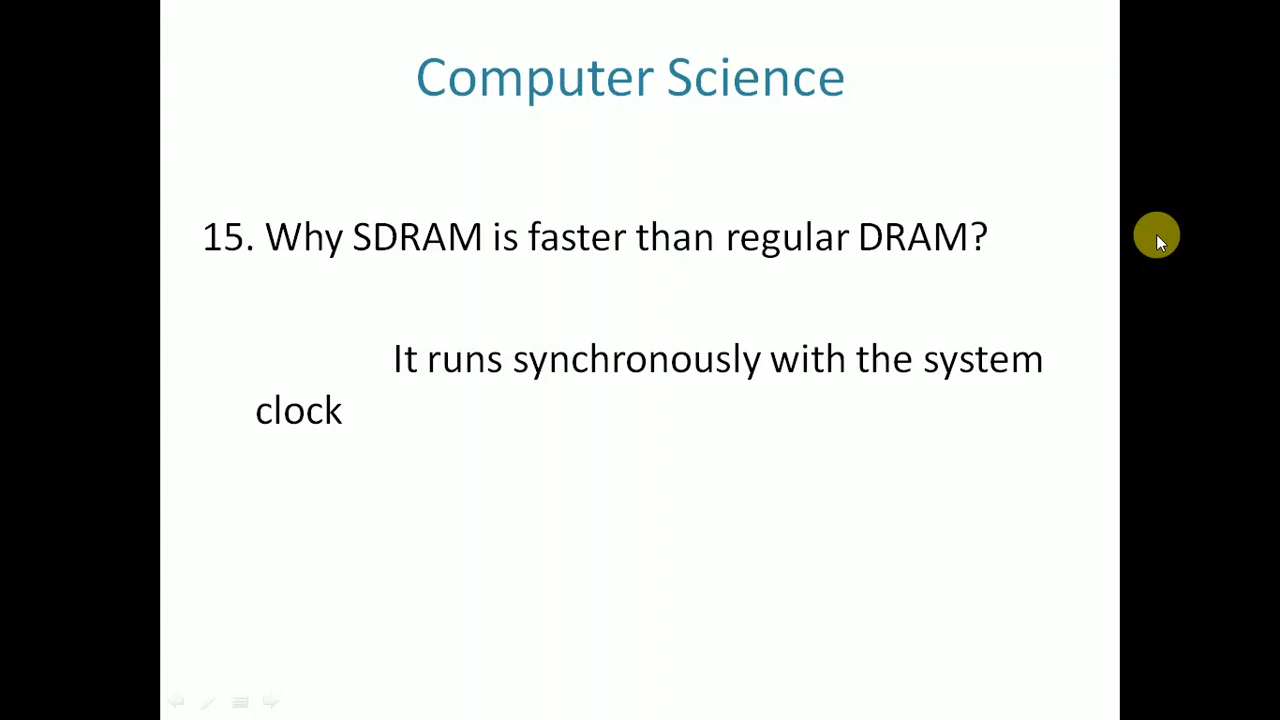 Computer Science
15. Why SDRAM is faster than regular DRAM?
It runs synchronously with the system
clock